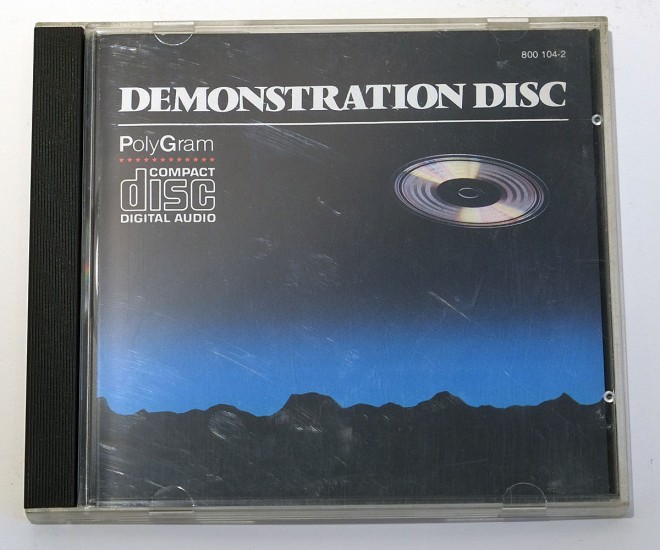 800 104-2
DEMONSTRATION DISC
PolyGram
COMPACT
disc
DIGITAL AUDIO